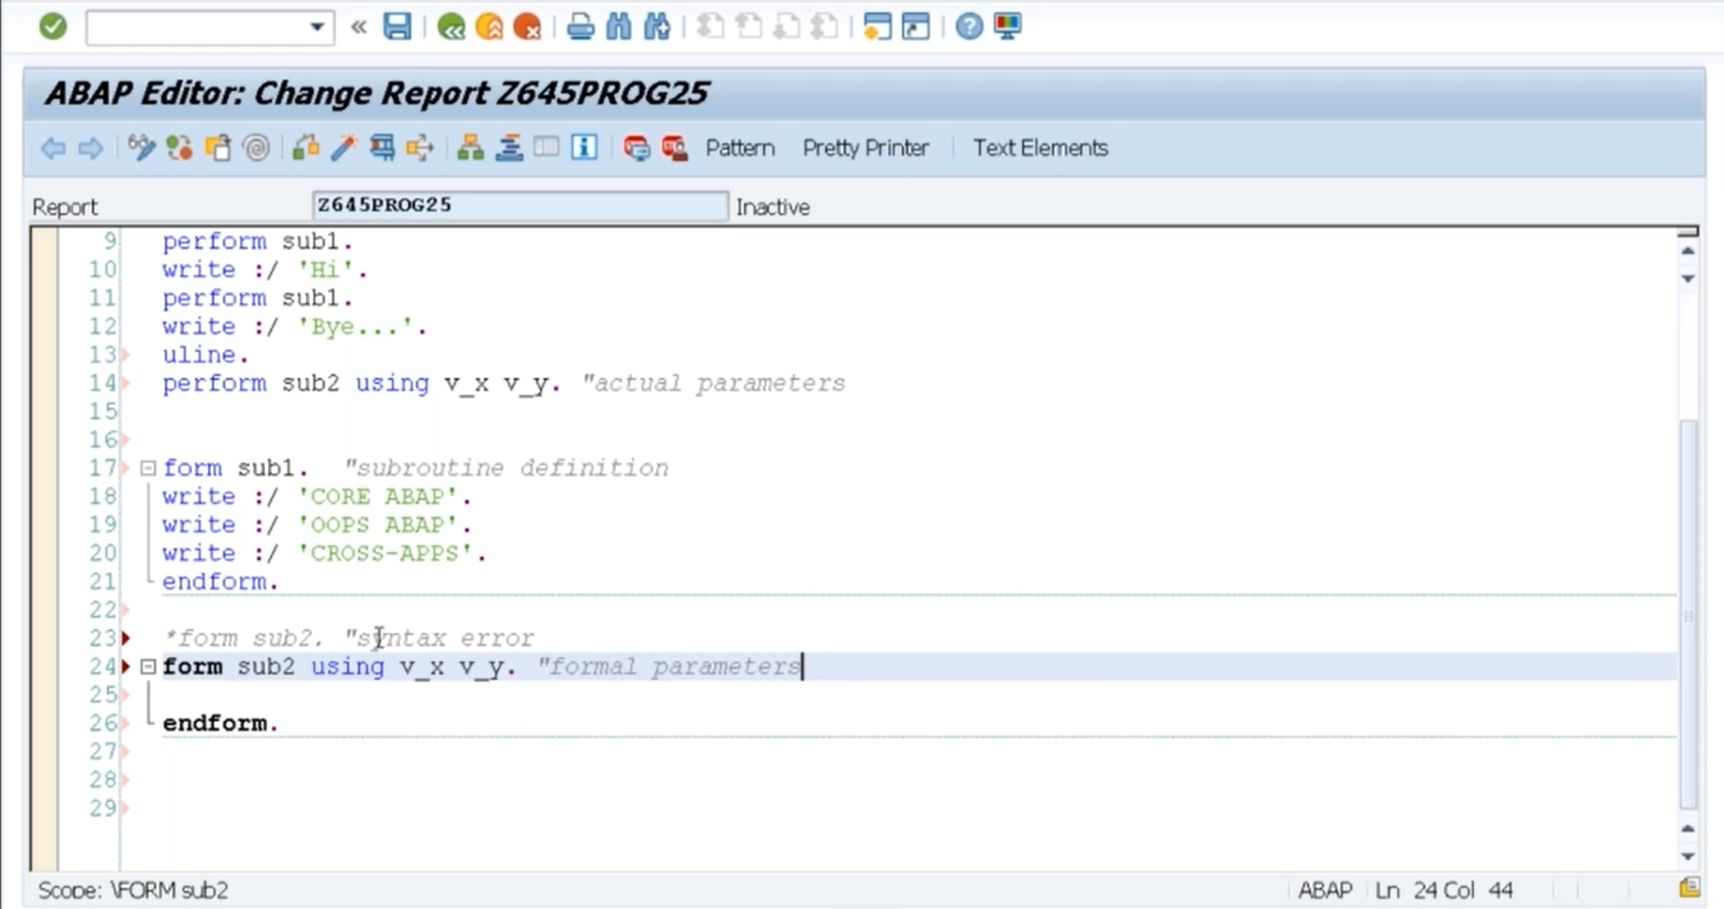 ABAP Editor: Change Report Z645PROG25
Pattern Pretty Printer Text Elements
Report Z645PROG25 Inactive
9 perform sub1.
10 write :/ 'Hi'.
11 perform sub1.
12 write :/ 'Bye...'.
13 uline.
14 perform sub2 using v_x v_y. "actual parameters
15
16
17 form sub1. "subroutine definition
18 write :/ 'CORE ABAP'.
19 write :/ 'OOPS ABAP'.
20 write :/ 'CROSS-APPS'.
21 endform.
22
23 *form sub2. "syntax error
24 form sub2 using v_x v_y. "formal parameters
25
26 endform.
27
28
29
Scope: \FORM sub2 ABAP Ln 24 Col 44